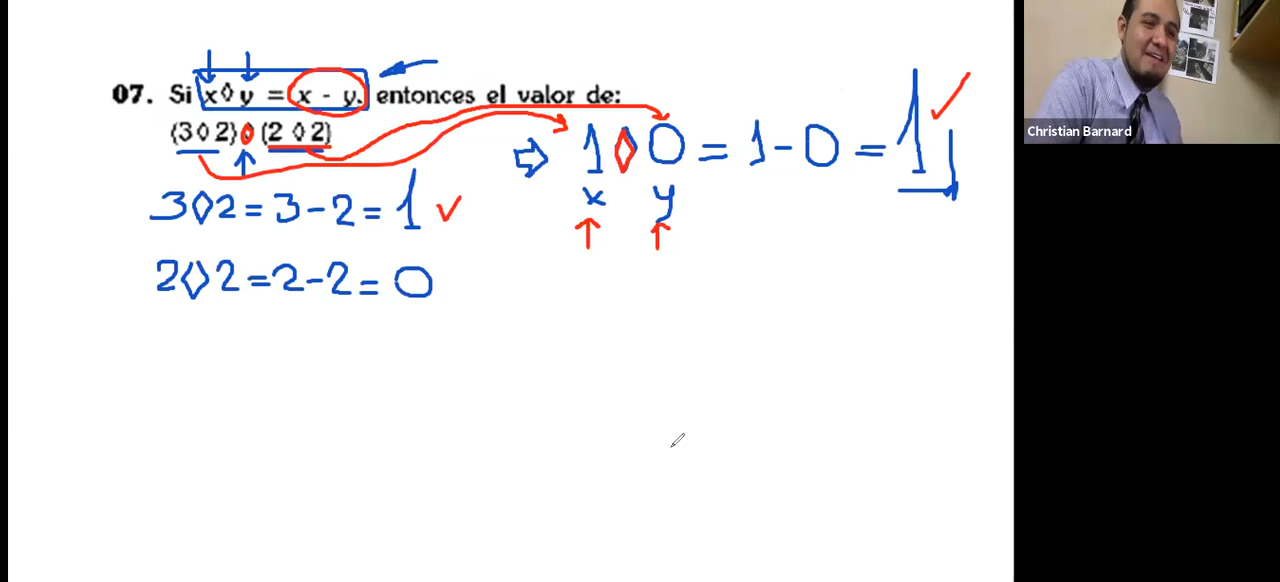 07. Si x◊y = x - y. entonces el valor de:
(3◊2)◊(2◊2)
3◊2=3-2=1
2◊2=2-2=0
⇒ 1◊0=1-0=1
x y
Christian Barnard